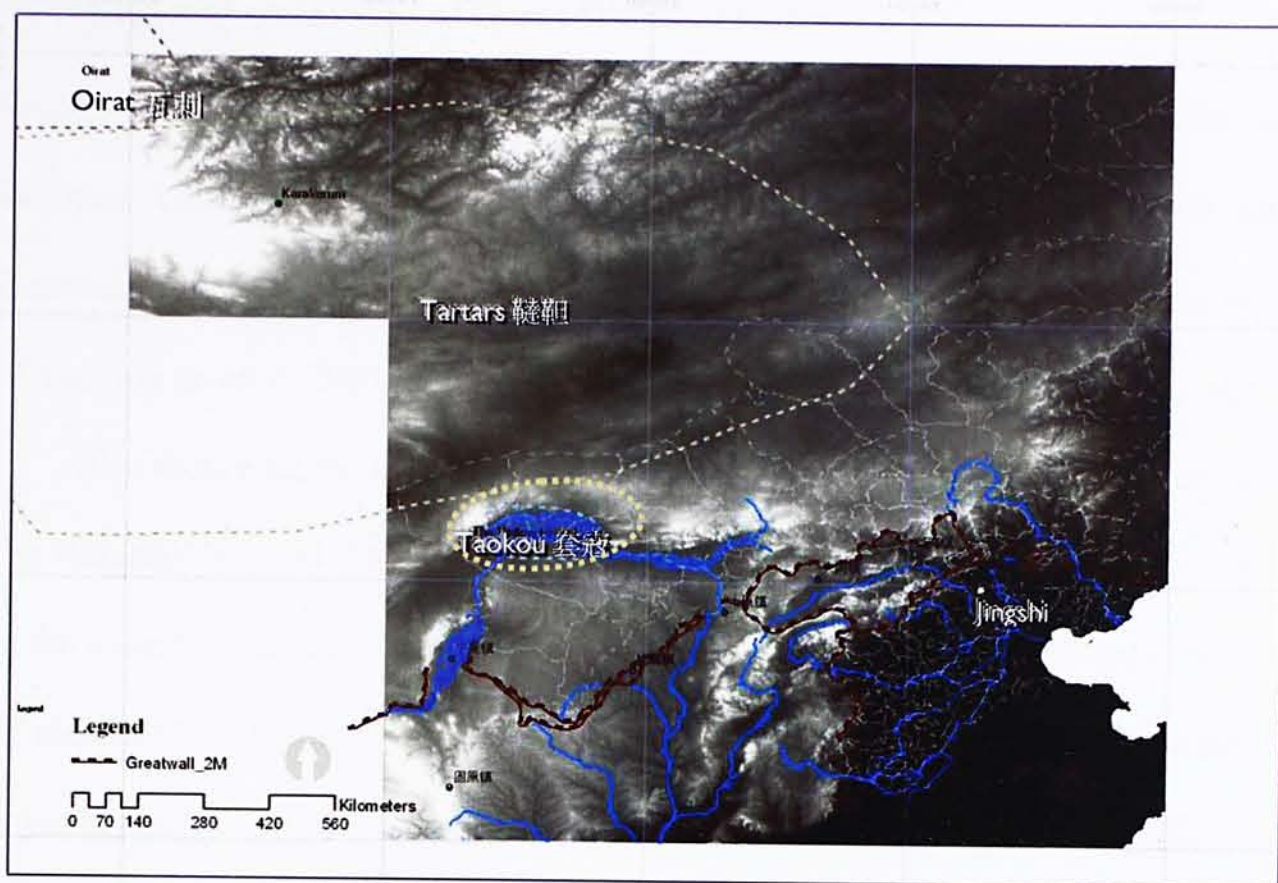 Oirat
Oirat 瓦剌
Karakorum
Tartars 韃靼
Taokou 套寇
Jingshi
固原镇
Legend
Greatwall_2M
Kilometers
0 70 140 280 420 560
Legend